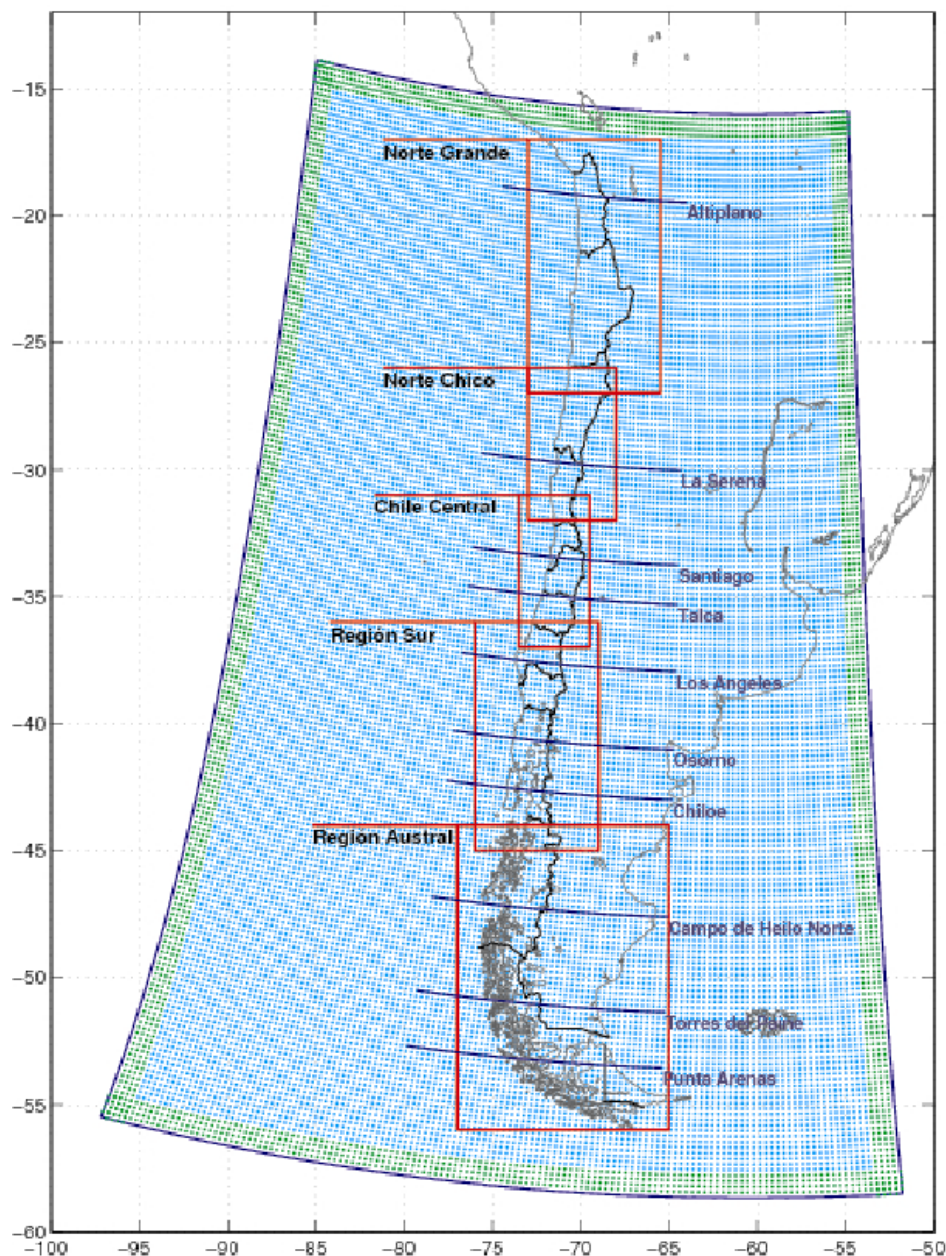 −15
Norte Grande
−20
Altiplano
−25
Norte Chico
−30
La Serena
Chile Central
Santiago
−35
Talca
Región Sur
Los Angeles
−40
Osorno
Chiloe
Region Austral
−45
Campo de Hielo Norte
−50
Torres del Paine
Punta Arenas
−55
−60
−100
−95
−90
−85
−80
−75
−70
−65
−60
−55
−50